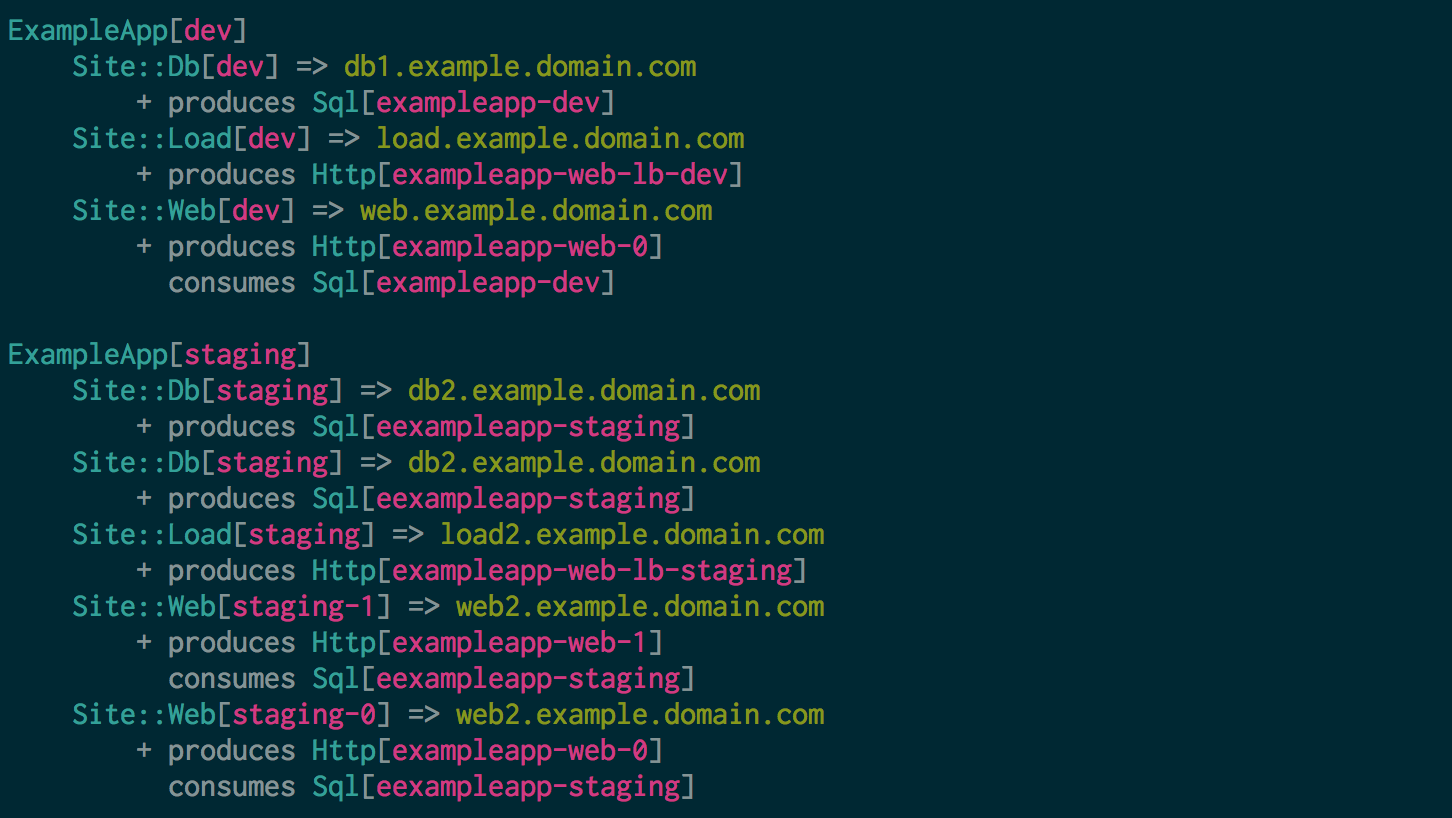 ExampleApp[dev]
    Site::Db[dev] => db1.example.domain.com
        + produces Sql[exampleapp-dev]
    Site::Load[dev] => load.example.domain.com
        + produces Http[exampleapp-web-lb-dev]
    Site::Web[dev] => web.example.domain.com
        + produces Http[exampleapp-web-0]
          consumes Sql[exampleapp-dev]

ExampleApp[staging]
    Site::Db[staging] => db2.example.domain.com
        + produces Sql[eexampleapp-staging]
    Site::Db[staging] => db2.example.domain.com
        + produces Sql[eexampleapp-staging]
    Site::Load[staging] => load2.example.domain.com
        + produces Http[exampleapp-web-lb-staging]
    Site::Web[staging-1] => web2.example.domain.com
        + produces Http[exampleapp-web-1]
          consumes Sql[eexampleapp-staging]
    Site::Web[staging-0] => web2.example.domain.com
        + produces Http[exampleapp-web-0]
          consumes Sql[eexampleapp-staging]